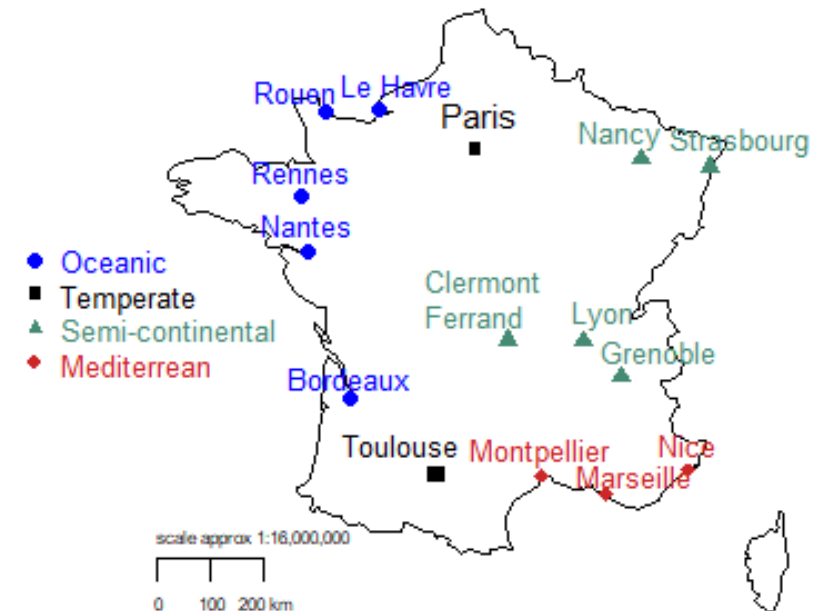 Rouen
Le Havre
Paris
Nancy
Strasbourg
Rennes
Nantes
Oceanic
Temperate
Semi-continental
Mediterrean
Clermont
Ferrand
Lyon
Grenoble
Bordeaux
Toulouse
Montpellier
Nice
Marseille
scale approx 1:16,000,000
0 100 200 km